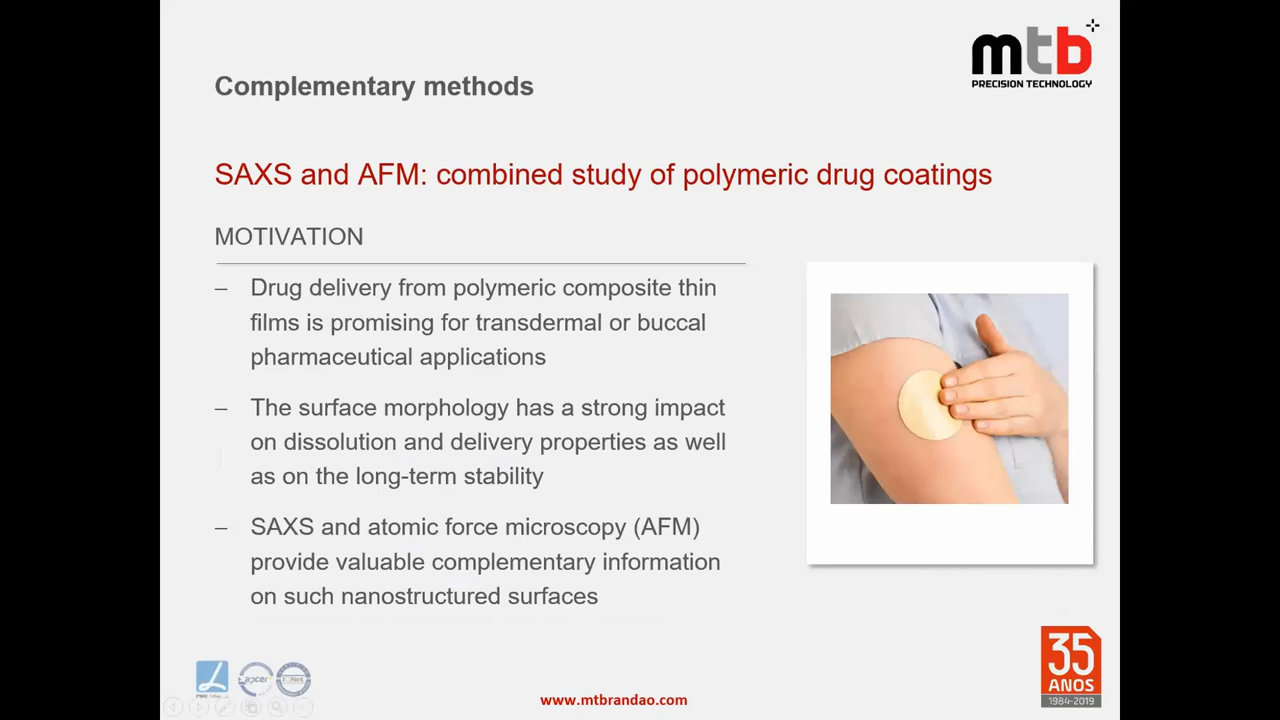 mtb
PRECISION TECHNOLOGY
Complementary methods
SAXS and AFM: combined study of polymeric drug coatings
MOTIVATION
– Drug delivery from polymeric composite thin
films is promising for transdermal or buccal
pharmaceutical applications
– The surface morphology has a strong impact
on dissolution and delivery properties as well
as on the long-term stability
– SAXS and atomic force microscopy (AFM)
provide valuable complementary information
on such nanostructured surfaces
35
ANOS
1984-2019
apcer
www.mtbrandao.com